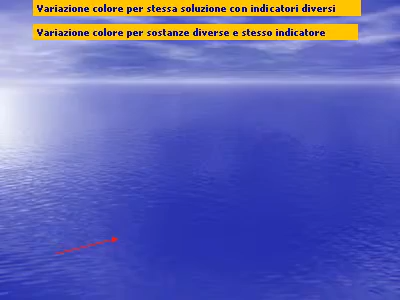 Variazione colore per stessa soluzione con indicatori diversi
Variazione colore per sostanze diverse e stesso indicatore